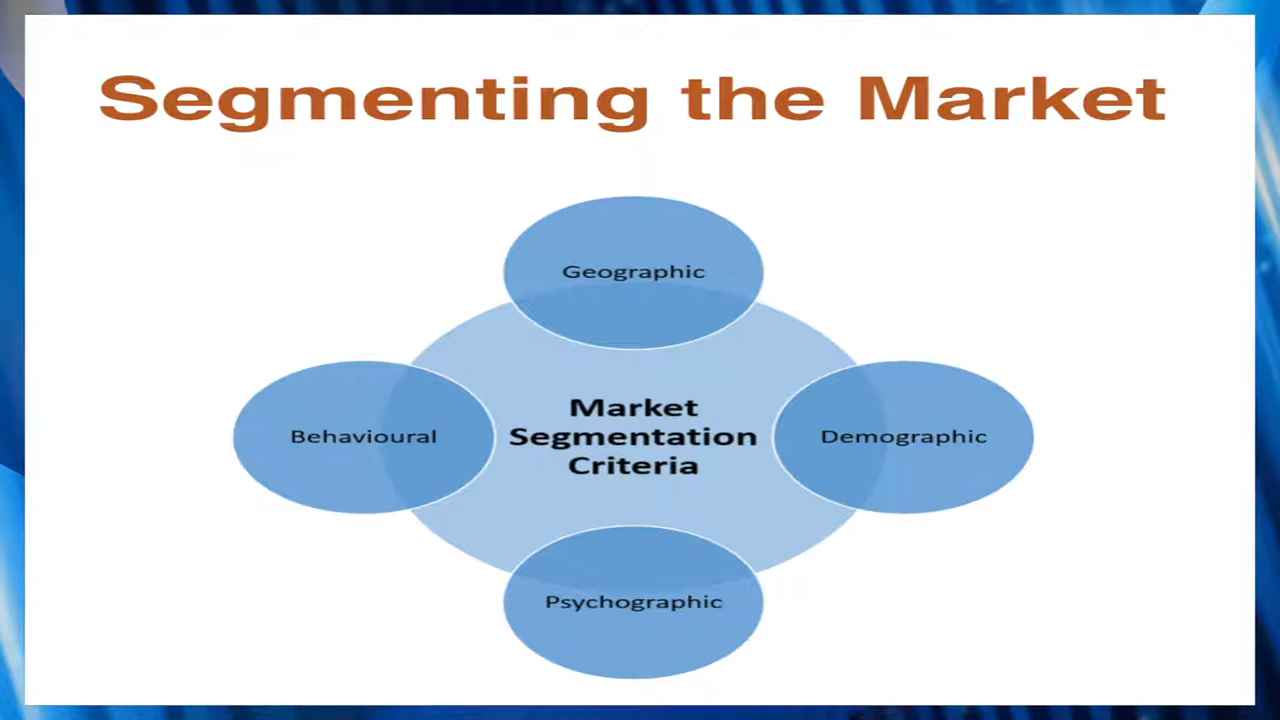 Segmenting the Market
Geographic
Behavioural
Market
Segmentation
Criteria
Demographic
Psychographic